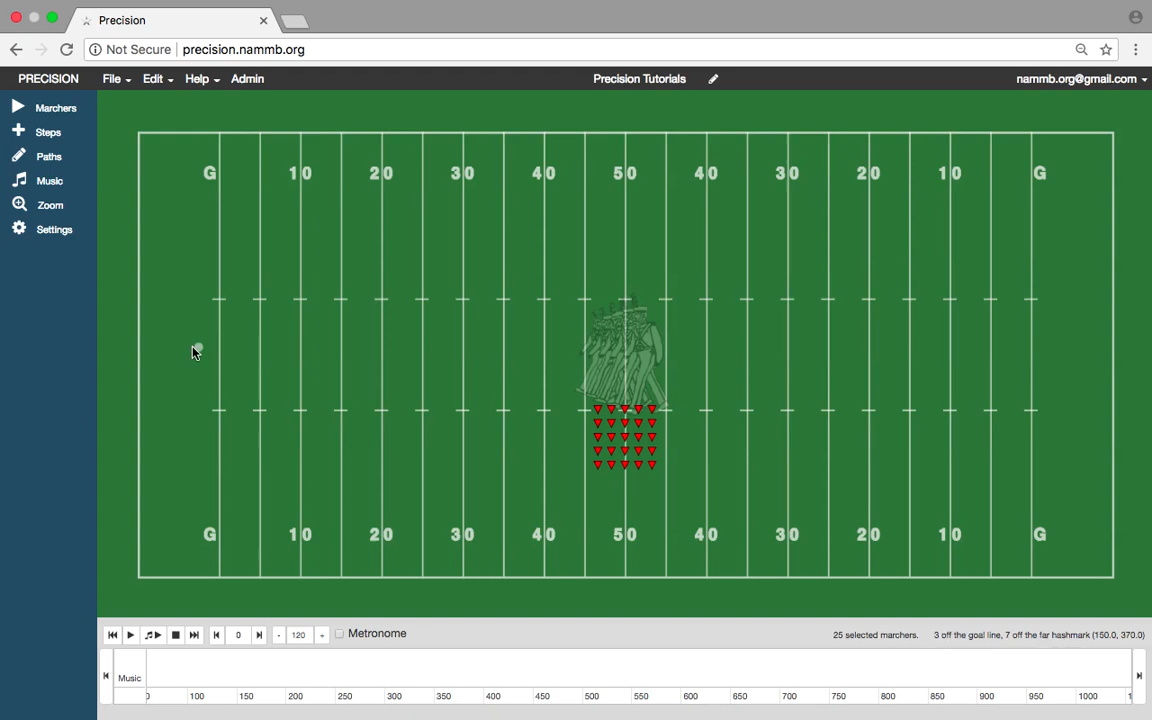 Precision
Not Secure precision.nammb.org
PRECISION File Edit Help Admin Precision Tutorials nammb.org@gmail.com
Marchers
Steps
Paths
Music
Zoom
Settings
G 10 20 30 40 50 40 30 20 10 G
G 10 20 30 40 50 40 30 20 10 G
0 - 120 + Metronome 25 selected marchers. 3 off the goal line, 7 off the far hashmark (150.0, 370.0)
Music
100 150 200 250 300 350 400 450 500 550 600 650 700 750 800 850 900 950 1000